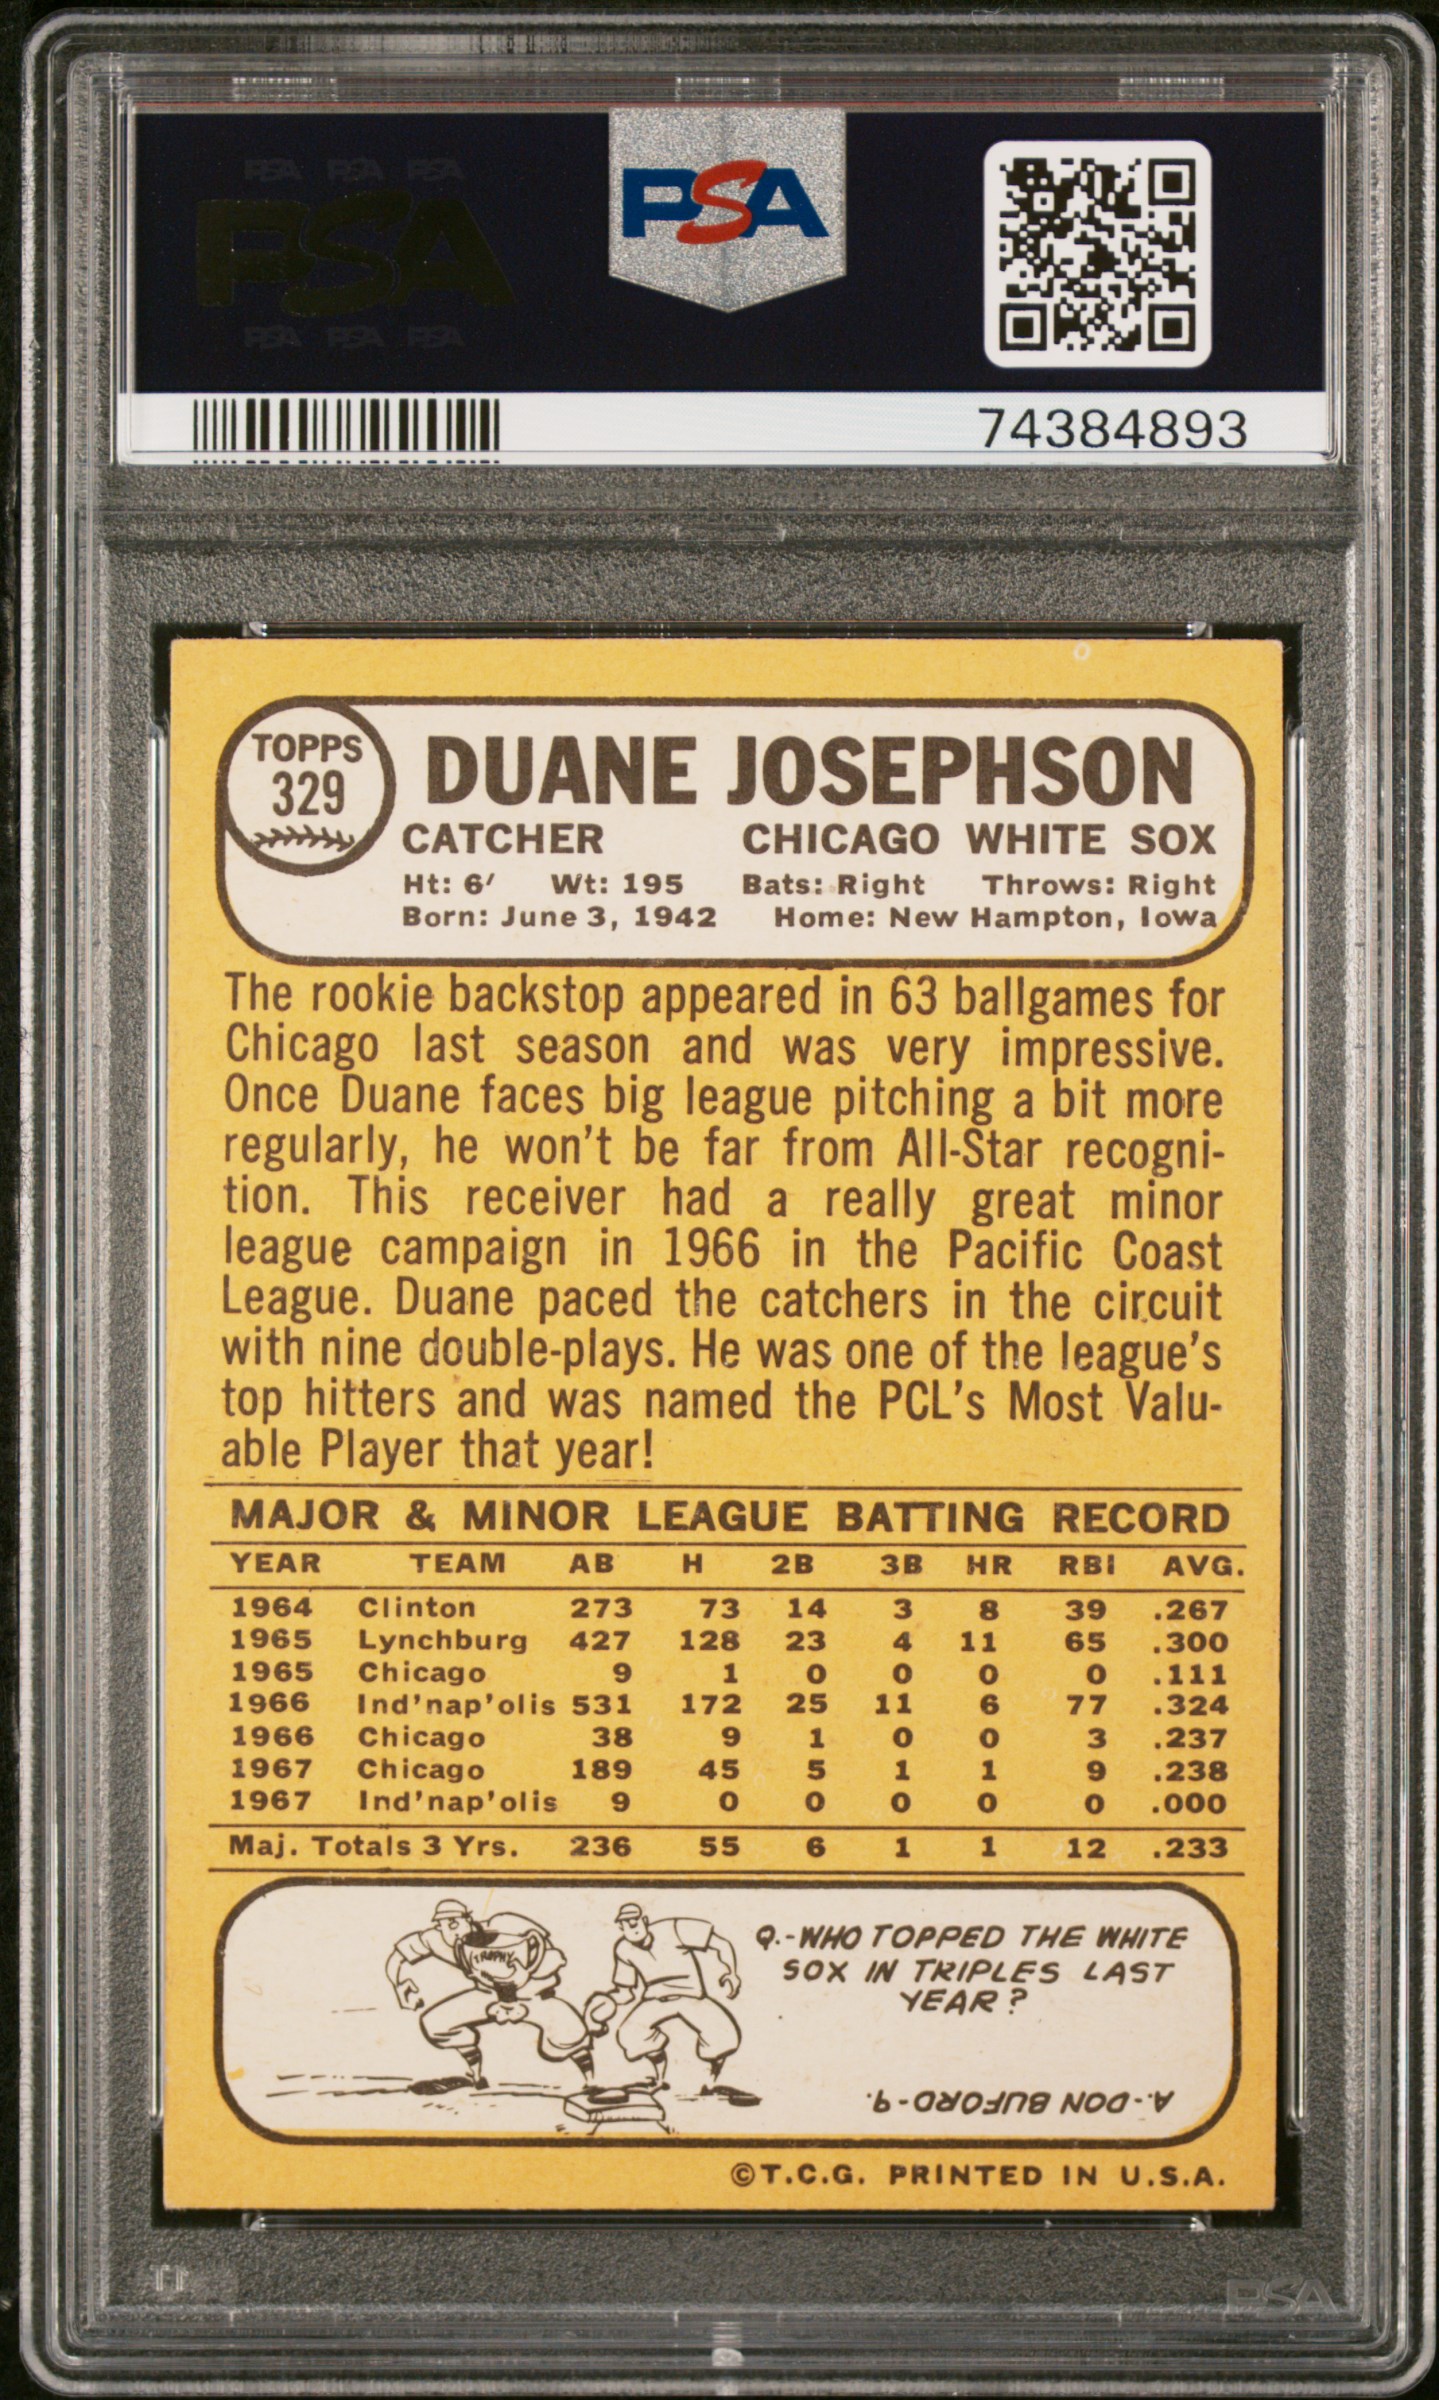 PSA PSA PSA
PSA
PSA PSA PSA
PSA
74384893
TOPPS
329
DUANE JOSEPHSON
CATCHER CHICAGO WHITE SOX
Ht: 6' Wt: 195 Bats: Right Throws: Right
Born: June 3, 1942 Home: New Hampton, Iowa
The rookie backstop appeared in 63 ballgames for
Chicago last season and was very impressive.
Once Duane faces big league pitching a bit more
regularly, he won't be far from All-Star recogni-
tion. This receiver had a really great minor
league campaign in 1966 in the Pacific Coast
League. Duane paced the catchers in the circuit
with nine double-plays. He was one of the league's
top hitters and was named the PCL's Most Valu-
able Player that year!
MAJOR & MINOR LEAGUE BATTING RECORD
YEAR TEAM AB H 2B 3B HR RBI AVG.
1964 Clinton 273 73 14 3 8 39 .267
1965 Lynchburg 427 128 23 4 11 65 .300
1965 Chicago 9 1 0 0 0 0 .111
1966 Ind'nap'olis 531 172 25 11 6 77 .324
1966 Chicago 38 9 1 0 0 3 .237
1967 Chicago 189 45 5 1 1 9 .238
1967 Ind'nap'olis 9 0 0 0 0 0 .000
Maj. Totals 3 Yrs. 236 55 6 1 1 12 .233
TROPHY
Q.-WHO TOPPED THE WHITE
SOX IN TRIPLES LAST
YEAR?
A.-DON BUFORD-9.
©T.C.G. PRINTED IN U.S.A.
PSA